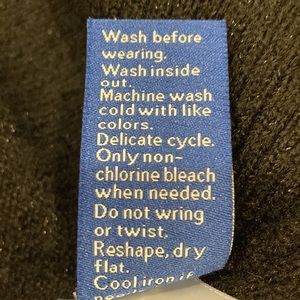 Wash before
wearing.
Wash inside
out.
Machine wash
cold with like
colors.
Delicate cycle.
Only non-
chlorine bleach
when needed.
Do not wring
or twist.
Reshape, dry
flat.
Cool iron if